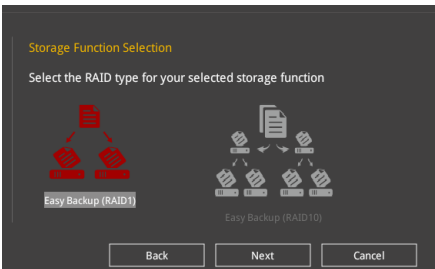 Storage Function Selection
Select the RAID type for your selected storage function
Easy Backup (RAID1)
Easy Backup (RAID10)
Back
Next
Cancel